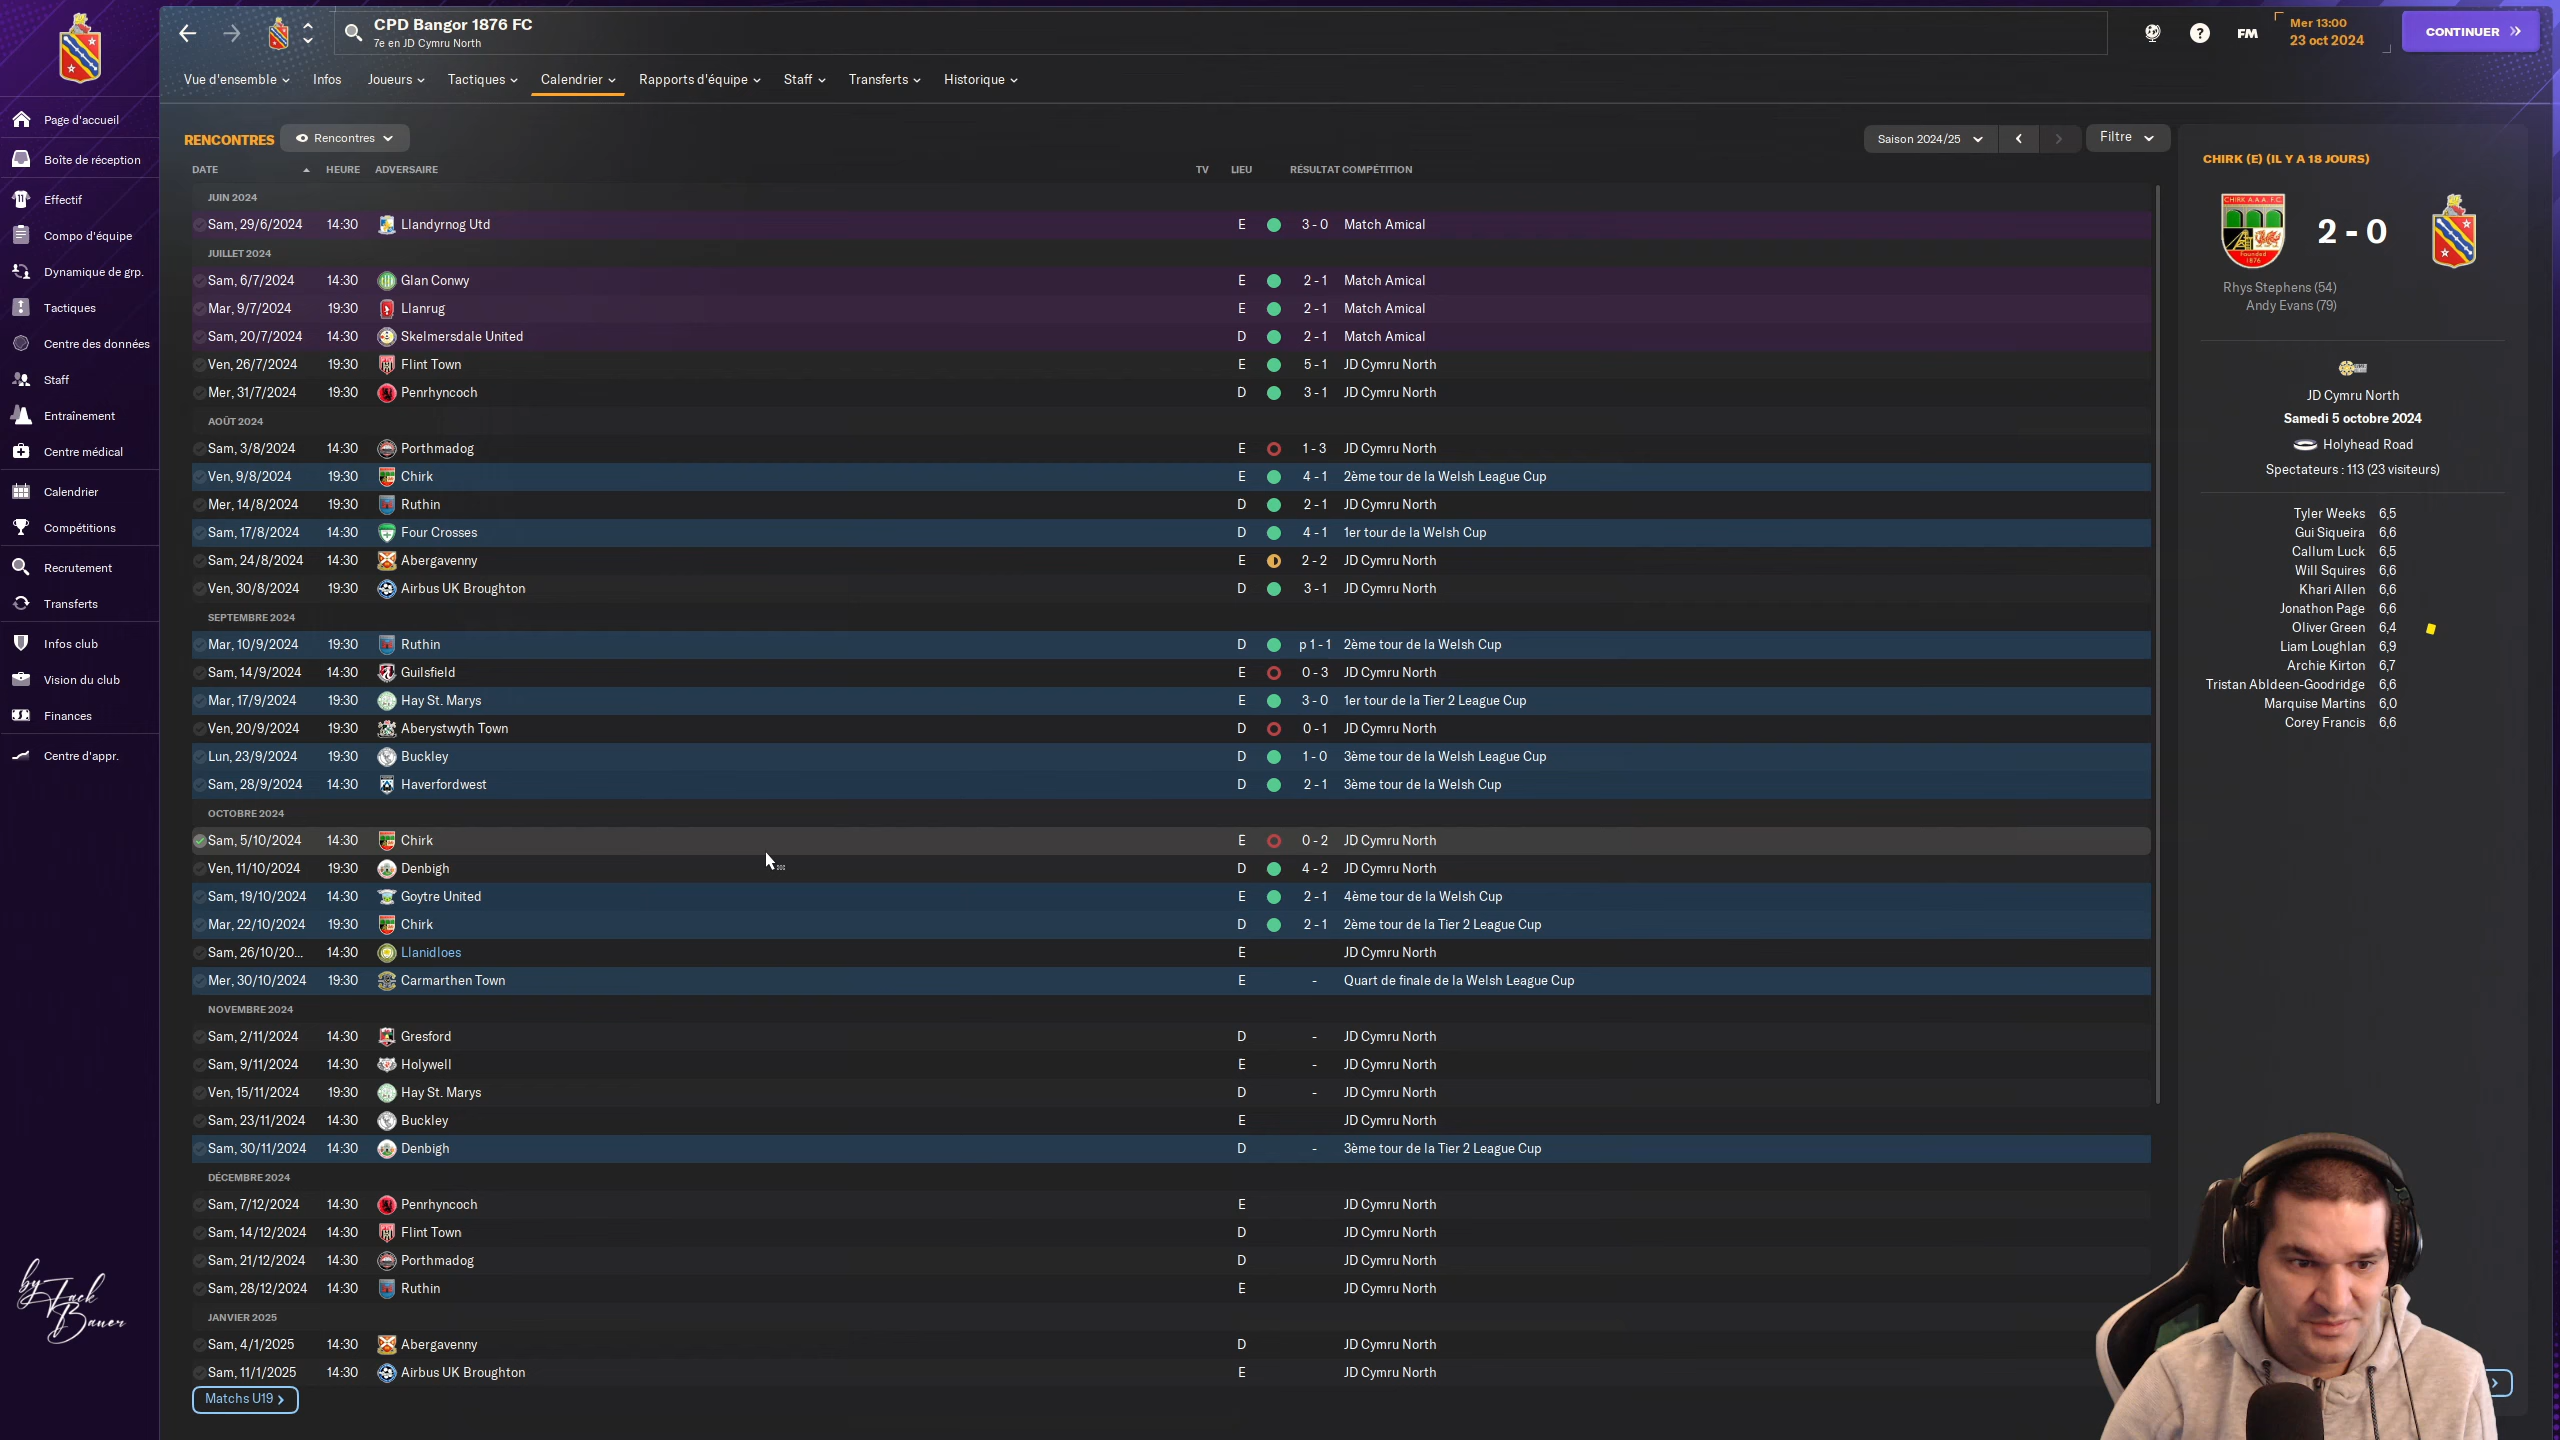 CPD Bangor 1876 FC
7e en JD Cymru North
FM
Mer 13:00
23 oct 2024
CONTINUER
Vue d'ensemble Infos Joueurs Tactiques Calendrier Rapports d'équipe Staff Transferts Historique
Page d'accueil
Boîte de réception
Effectif
Compo d'équipe
Dynamique de grp.
Tactiques
Centre des données
Staff
Entraînement
Centre médical
Calendrier
Compétitions
Recrutement
Transferts
Infos club
Vision du club
Finances
Centre d'appr.
by Jack Bauer
RENCONTRES Rencontres Saison 2024/25 Filtre
DATE HEURE ADVERSAIRE TV LIEU RÉSULTAT COMPÉTITION
JUIN 2024
Sam, 29/6/2024 14:30 Llandyrnog Utd E 3 - 0 Match Amical
JUILLET 2024
Sam, 6/7/2024 14:30 Glan Conwy E 2 - 1 Match Amical
Mar, 9/7/2024 19:30 Llanrug E 2 - 1 Match Amical
Sam, 20/7/2024 14:30 Skelmersdale United D 2 - 1 Match Amical
Ven, 26/7/2024 19:30 Flint Town E 5 - 1 JD Cymru North
Mer, 31/7/2024 19:30 Penrhyncoch D 3 - 1 JD Cymru North
AOÛT 2024
Sam, 3/8/2024 14:30 Porthmadog E 1 - 3 JD Cymru North
Ven, 9/8/2024 19:30 Chirk E 4 - 1 2ème tour de la Welsh League Cup
Mer, 14/8/2024 19:30 Ruthin D 2 - 1 JD Cymru North
Sam, 17/8/2024 14:30 Four Crosses D 4 - 1 1er tour de la Welsh Cup
Sam, 24/8/2024 14:30 Abergavenny E 2 - 2 JD Cymru North
Ven, 30/8/2024 19:30 Airbus UK Broughton D 3 - 1 JD Cymru North
SEPTEMBRE 2024
Mar, 10/9/2024 19:30 Ruthin D p 1 - 1 2ème tour de la Welsh Cup
Sam, 14/9/2024 14:30 Guilsfield E 0 - 3 JD Cymru North
Mar, 17/9/2024 19:30 Hay St. Marys E 3 - 0 1er tour de la Tier 2 League Cup
Ven, 20/9/2024 19:30 Aberystwyth Town D 0 - 1 JD Cymru North
Lun, 23/9/2024 19:30 Buckley D 1 - 0 3ème tour de la Welsh League Cup
Sam, 28/9/2024 14:30 Haverfordwest D 2 - 1 3ème tour de la Welsh Cup
OCTOBRE 2024
Sam, 5/10/2024 14:30 Chirk E 0 - 2 JD Cymru North
Ven, 11/10/2024 19:30 Denbigh D 4 - 2 JD Cymru North
Sam, 19/10/2024 14:30 Goytre United E 2 - 1 4ème tour de la Welsh Cup
Mar, 22/10/2024 19:30 Chirk D 2 - 1 2ème tour de la Tier 2 League Cup
Sam, 26/10/20... 14:30 Llanidloes E JD Cymru North
Mer, 30/10/2024 19:30 Carmarthen Town E - Quart de finale de la Welsh League Cup
NOVEMBRE 2024
Sam, 2/11/2024 14:30 Gresford D - JD Cymru North
Sam, 9/11/2024 14:30 Holywell E - JD Cymru North
Ven, 15/11/2024 19:30 Hay St. Marys D - JD Cymru North
Sam, 23/11/2024 14:30 Buckley E JD Cymru North
Sam, 30/11/2024 14:30 Denbigh D - 3ème tour de la Tier 2 League Cup
DÉCEMBRE 2024
Sam, 7/12/2024 14:30 Penrhyncoch E JD Cymru North
Sam, 14/12/2024 14:30 Flint Town D JD Cymru North
Sam, 21/12/2024 14:30 Porthmadog D JD Cymru North
Sam, 28/12/2024 14:30 Ruthin E JD Cymru North
JANVIER 2025
Sam, 4/1/2025 14:30 Abergavenny D JD Cymru North
Sam, 11/1/2025 14:30 Airbus UK Broughton E JD Cymru North
Matchs U19
CHIRK (E) (IL Y A 18 JOURS)
CHIRK A.A.A. F.C.
Founded
1876
2 - 0
Rhys Stephens (54)
Andy Evans (79)
JD Cymru North
Samedi 5 octobre 2024
Holyhead Road
Spectateurs : 113 (23 visiteurs)
Tyler Weeks 6,5
Gui Siqueira 6,6
Callum Luck 6,5
Will Squires 6,6
Khari Allen 6,6
Jonathon Page 6,6
Oliver Green 6,4
Liam Loughlan 6,9
Archie Kirton 6,7
Tristan Abldeen-Goodridge 6,6
Marquise Martins 6,0
Corey Francis 6,6